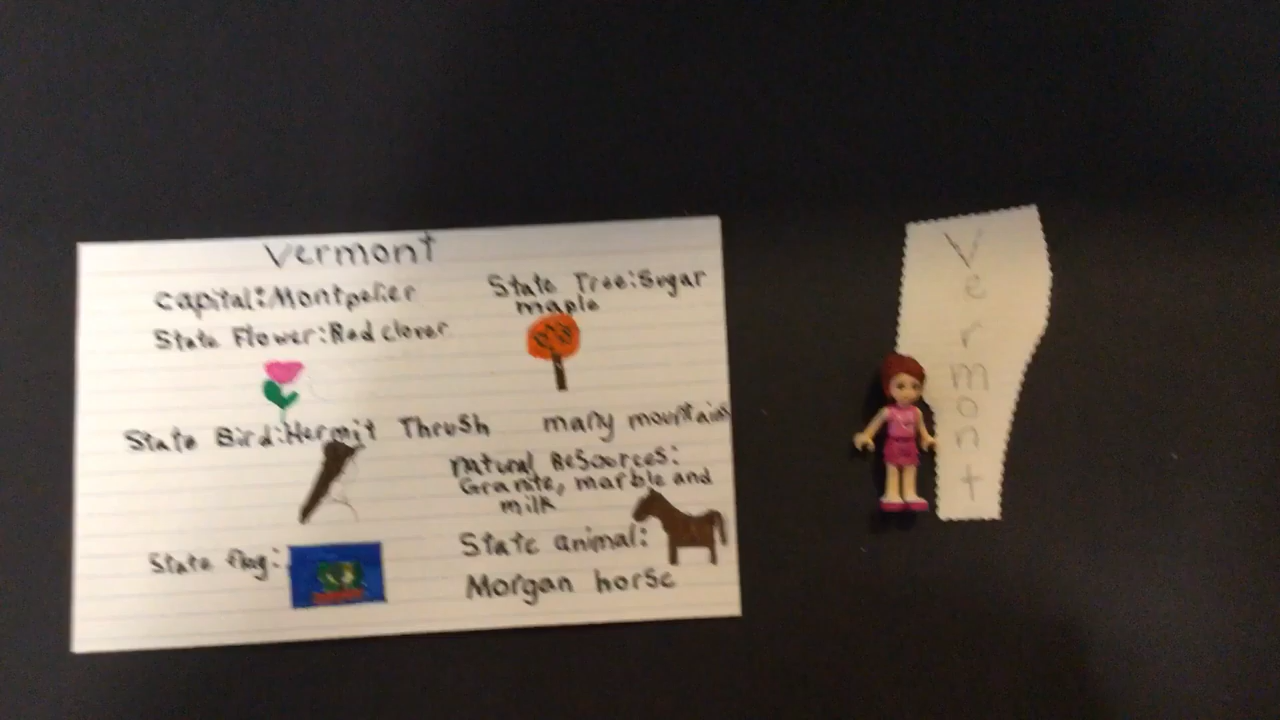 Vermont
Capital:Montpelier
State Flower:Red clover
State Bird:Hermit Thrush
State flag:
State Tree:Sugar
maple
many mountain
natural Resources:
Granite, marble and
milk
State animal:
Morgan horse
Vermont